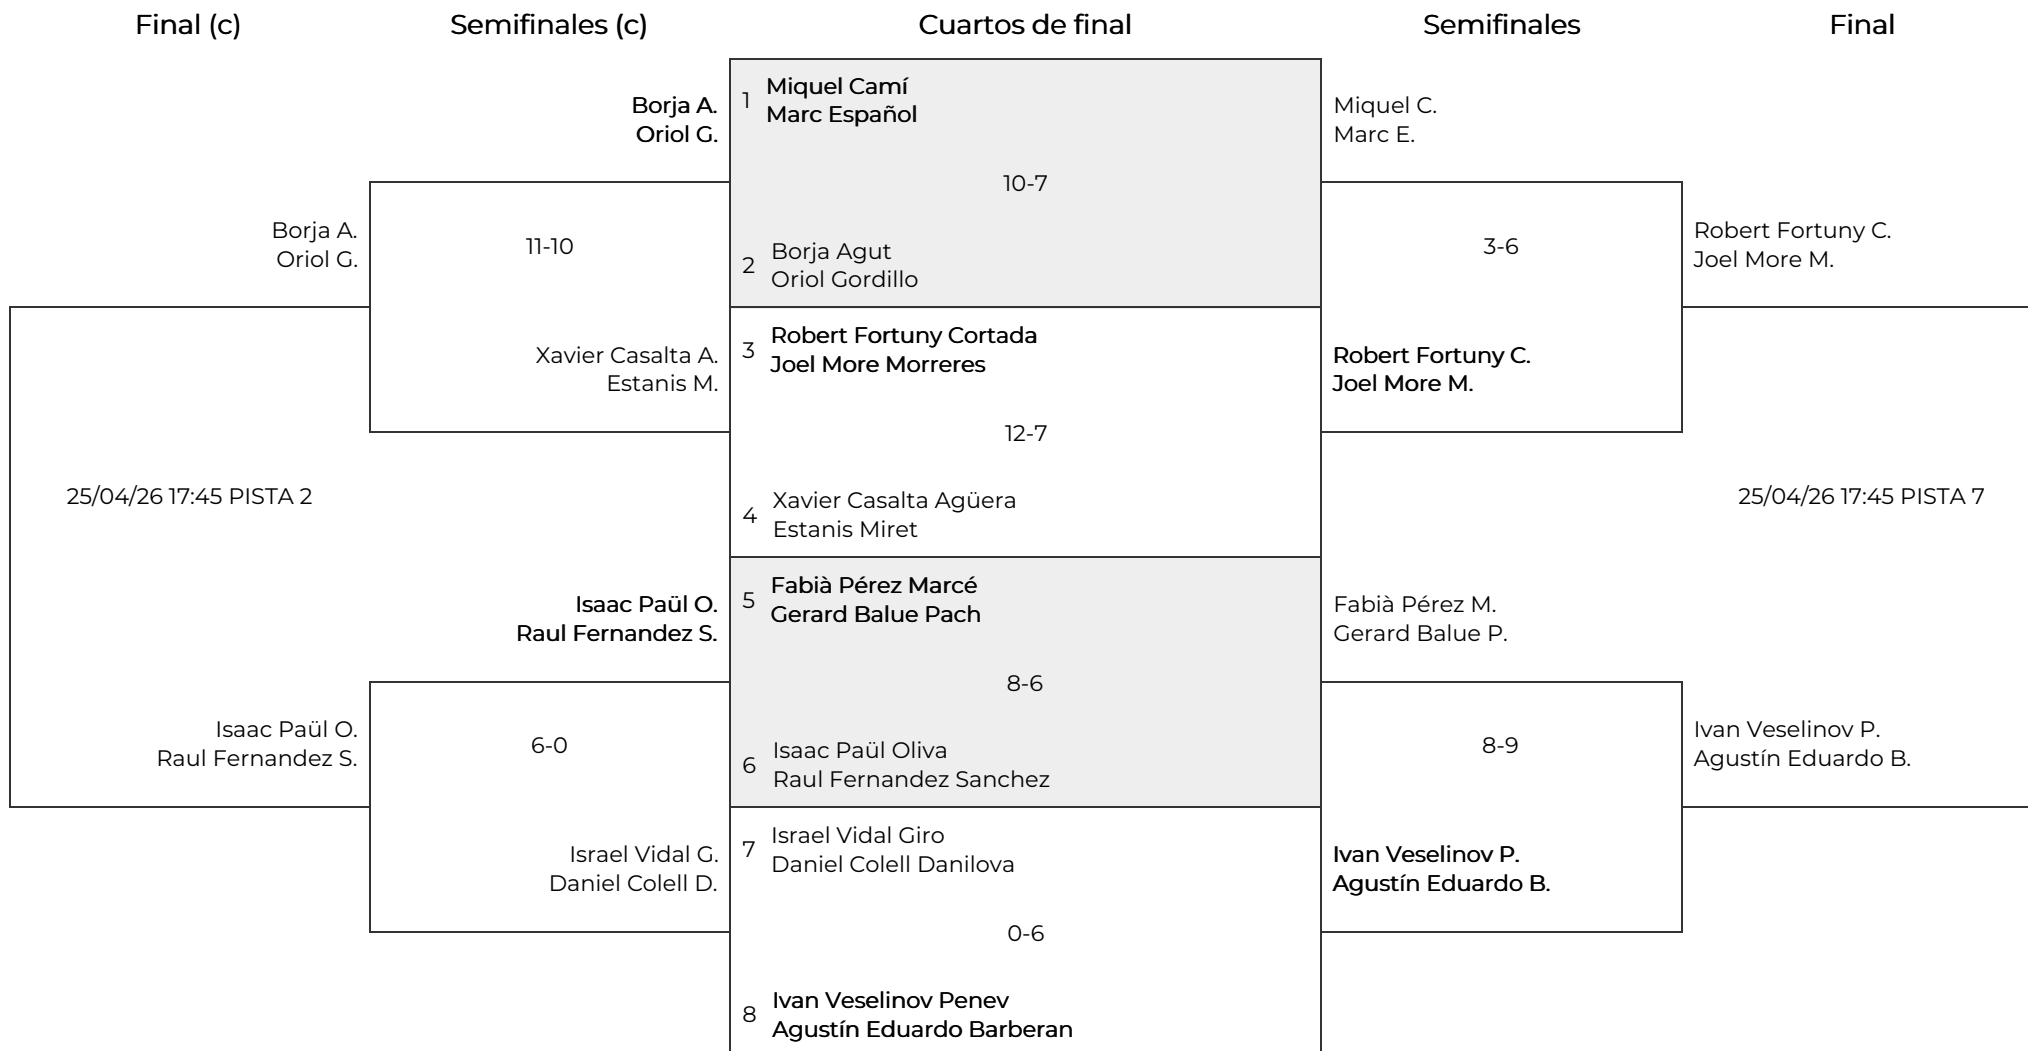 Final (c)
Semifinales (c)
Cuartos de final
Semifinales
Final
Borja A.
Oriol G.
11-10
Xavier Casalta A.
Estanis M.
Borja A.
Oriol G.
25/04/26 17:45 PISTA 2
Isaac Paül O.
Raul Fernandez S.
Isaac Paül O.
Raul Fernandez S.
6-0
Israel Vidal G.
Daniel Colell D.
1 Miquel Camí
Marc Español
10-7
2 Borja Agut
Oriol Gordillo
3 Robert Fortuny Cortada
Joel More Morreres
12-7
4 Xavier Casalta Agüera
Estanis Miret
5 Fabià Pérez Marcé
Gerard Balue Pach
8-6
6 Isaac Paül Oliva
Raul Fernandez Sanchez
7 Israel Vidal Giro
Daniel Colell Danilova
0-6
8 Ivan Veselinov Penev
Agustín Eduardo Barberan
Miquel C.
Marc E.
3-6
Robert Fortuny C.
Joel More M.
Fabià Pérez M.
Gerard Balue P.
8-9
Ivan Veselinov P.
Agustín Eduardo B.
Robert Fortuny C.
Joel More M.
25/04/26 17:45 PISTA 7
Ivan Veselinov P.
Agustín Eduardo B.